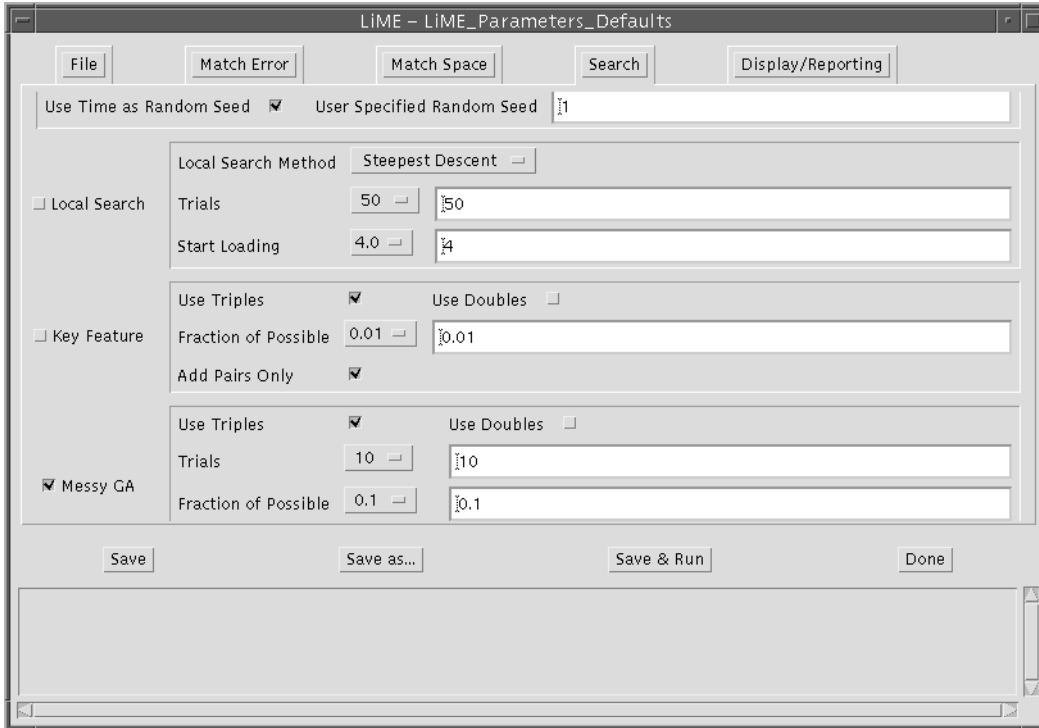 LiME – LiME_Parameters_Defaults
File Match Error Match Space Search Display/Reporting
Use Time as Random Seed User Specified Random Seed 1
Local Search Method Steepest Descent
Local Search Trials 50 50
Start Loading 4.0 4
Use Triples Use Doubles
Key Feature Fraction of Possible 0.01 0.01
Add Pairs Only
Use Triples Use Doubles
Trials 10 10
Messy GA
Fraction of Possible 0.1 0.1
Save Save as... Save & Run Done